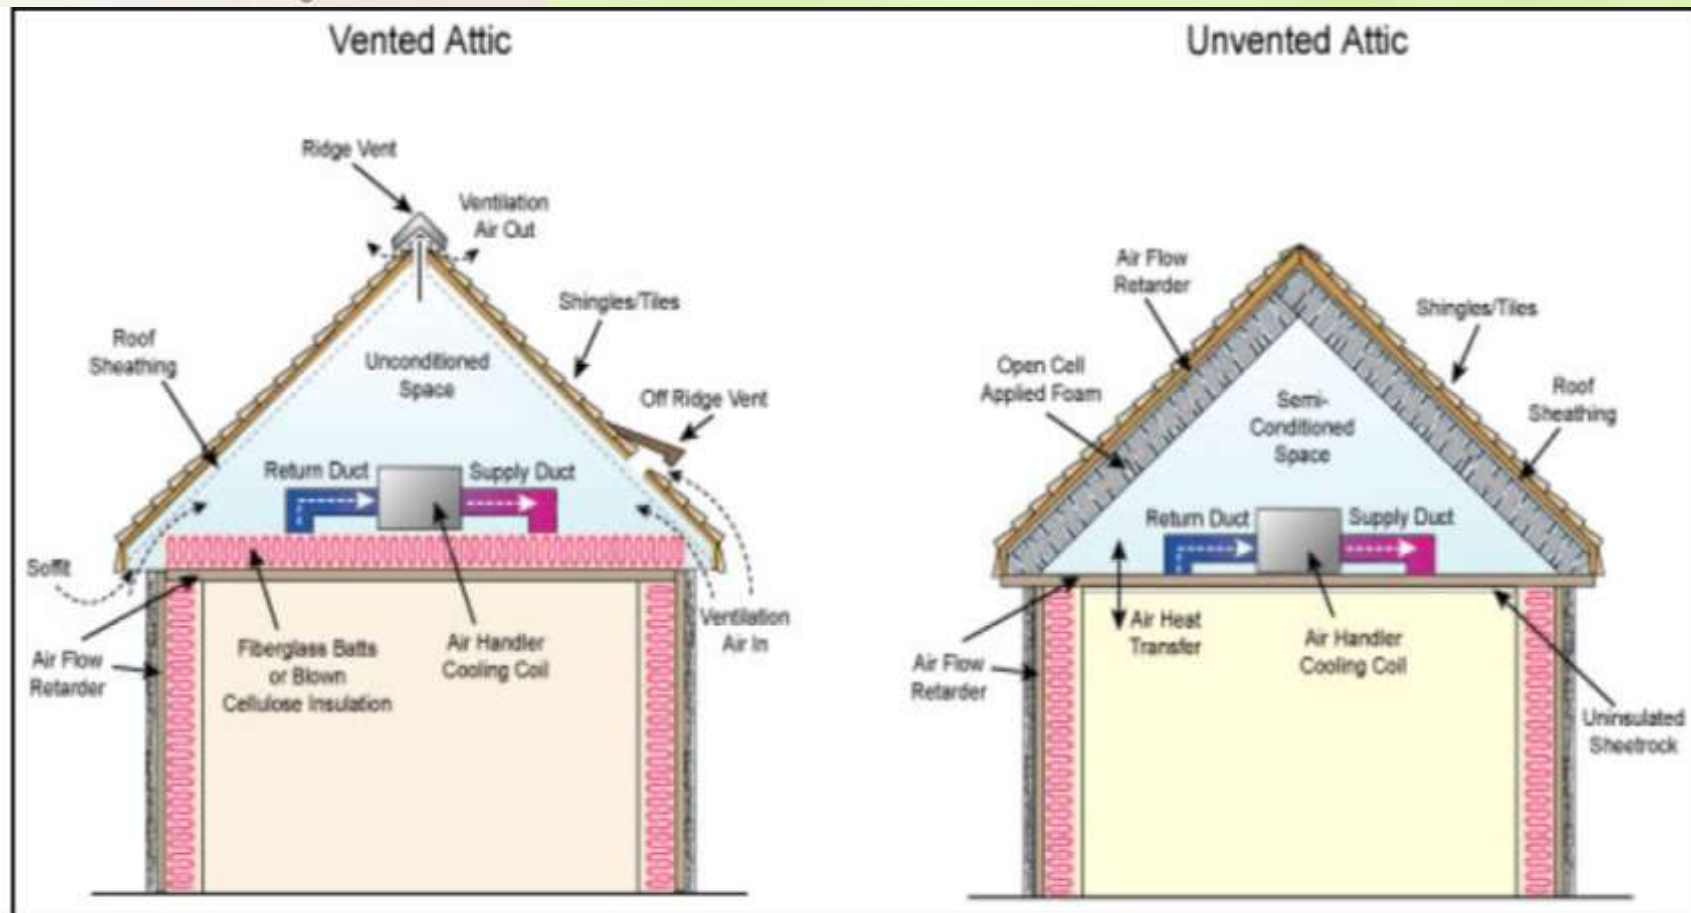 Vented Attic
Ridge Vent
Ventilation
Air Out
Shingles/Tiles
Roof
Sheathing
Unconditioned
Space
Off Ridge Vent
Return Duct
Supply Duct
Soffit
Air Flow
Retarder
Fiberglass Batts
or Blown
Cellulose Insulation
Air Handler
Cooling Coil
Ventilation
Air In
Unvented Attic
Air Flow
Retarder
Shingles/Tiles
Open Cell
Applied Foam
Semi-
Conditioned
Space
Roof
Sheathing
Return Duct
Supply Duct
Air Heat
Transfer
Air Flow
Retarder
Air Handler
Cooling Coil
Uninsulated
Sheetrock